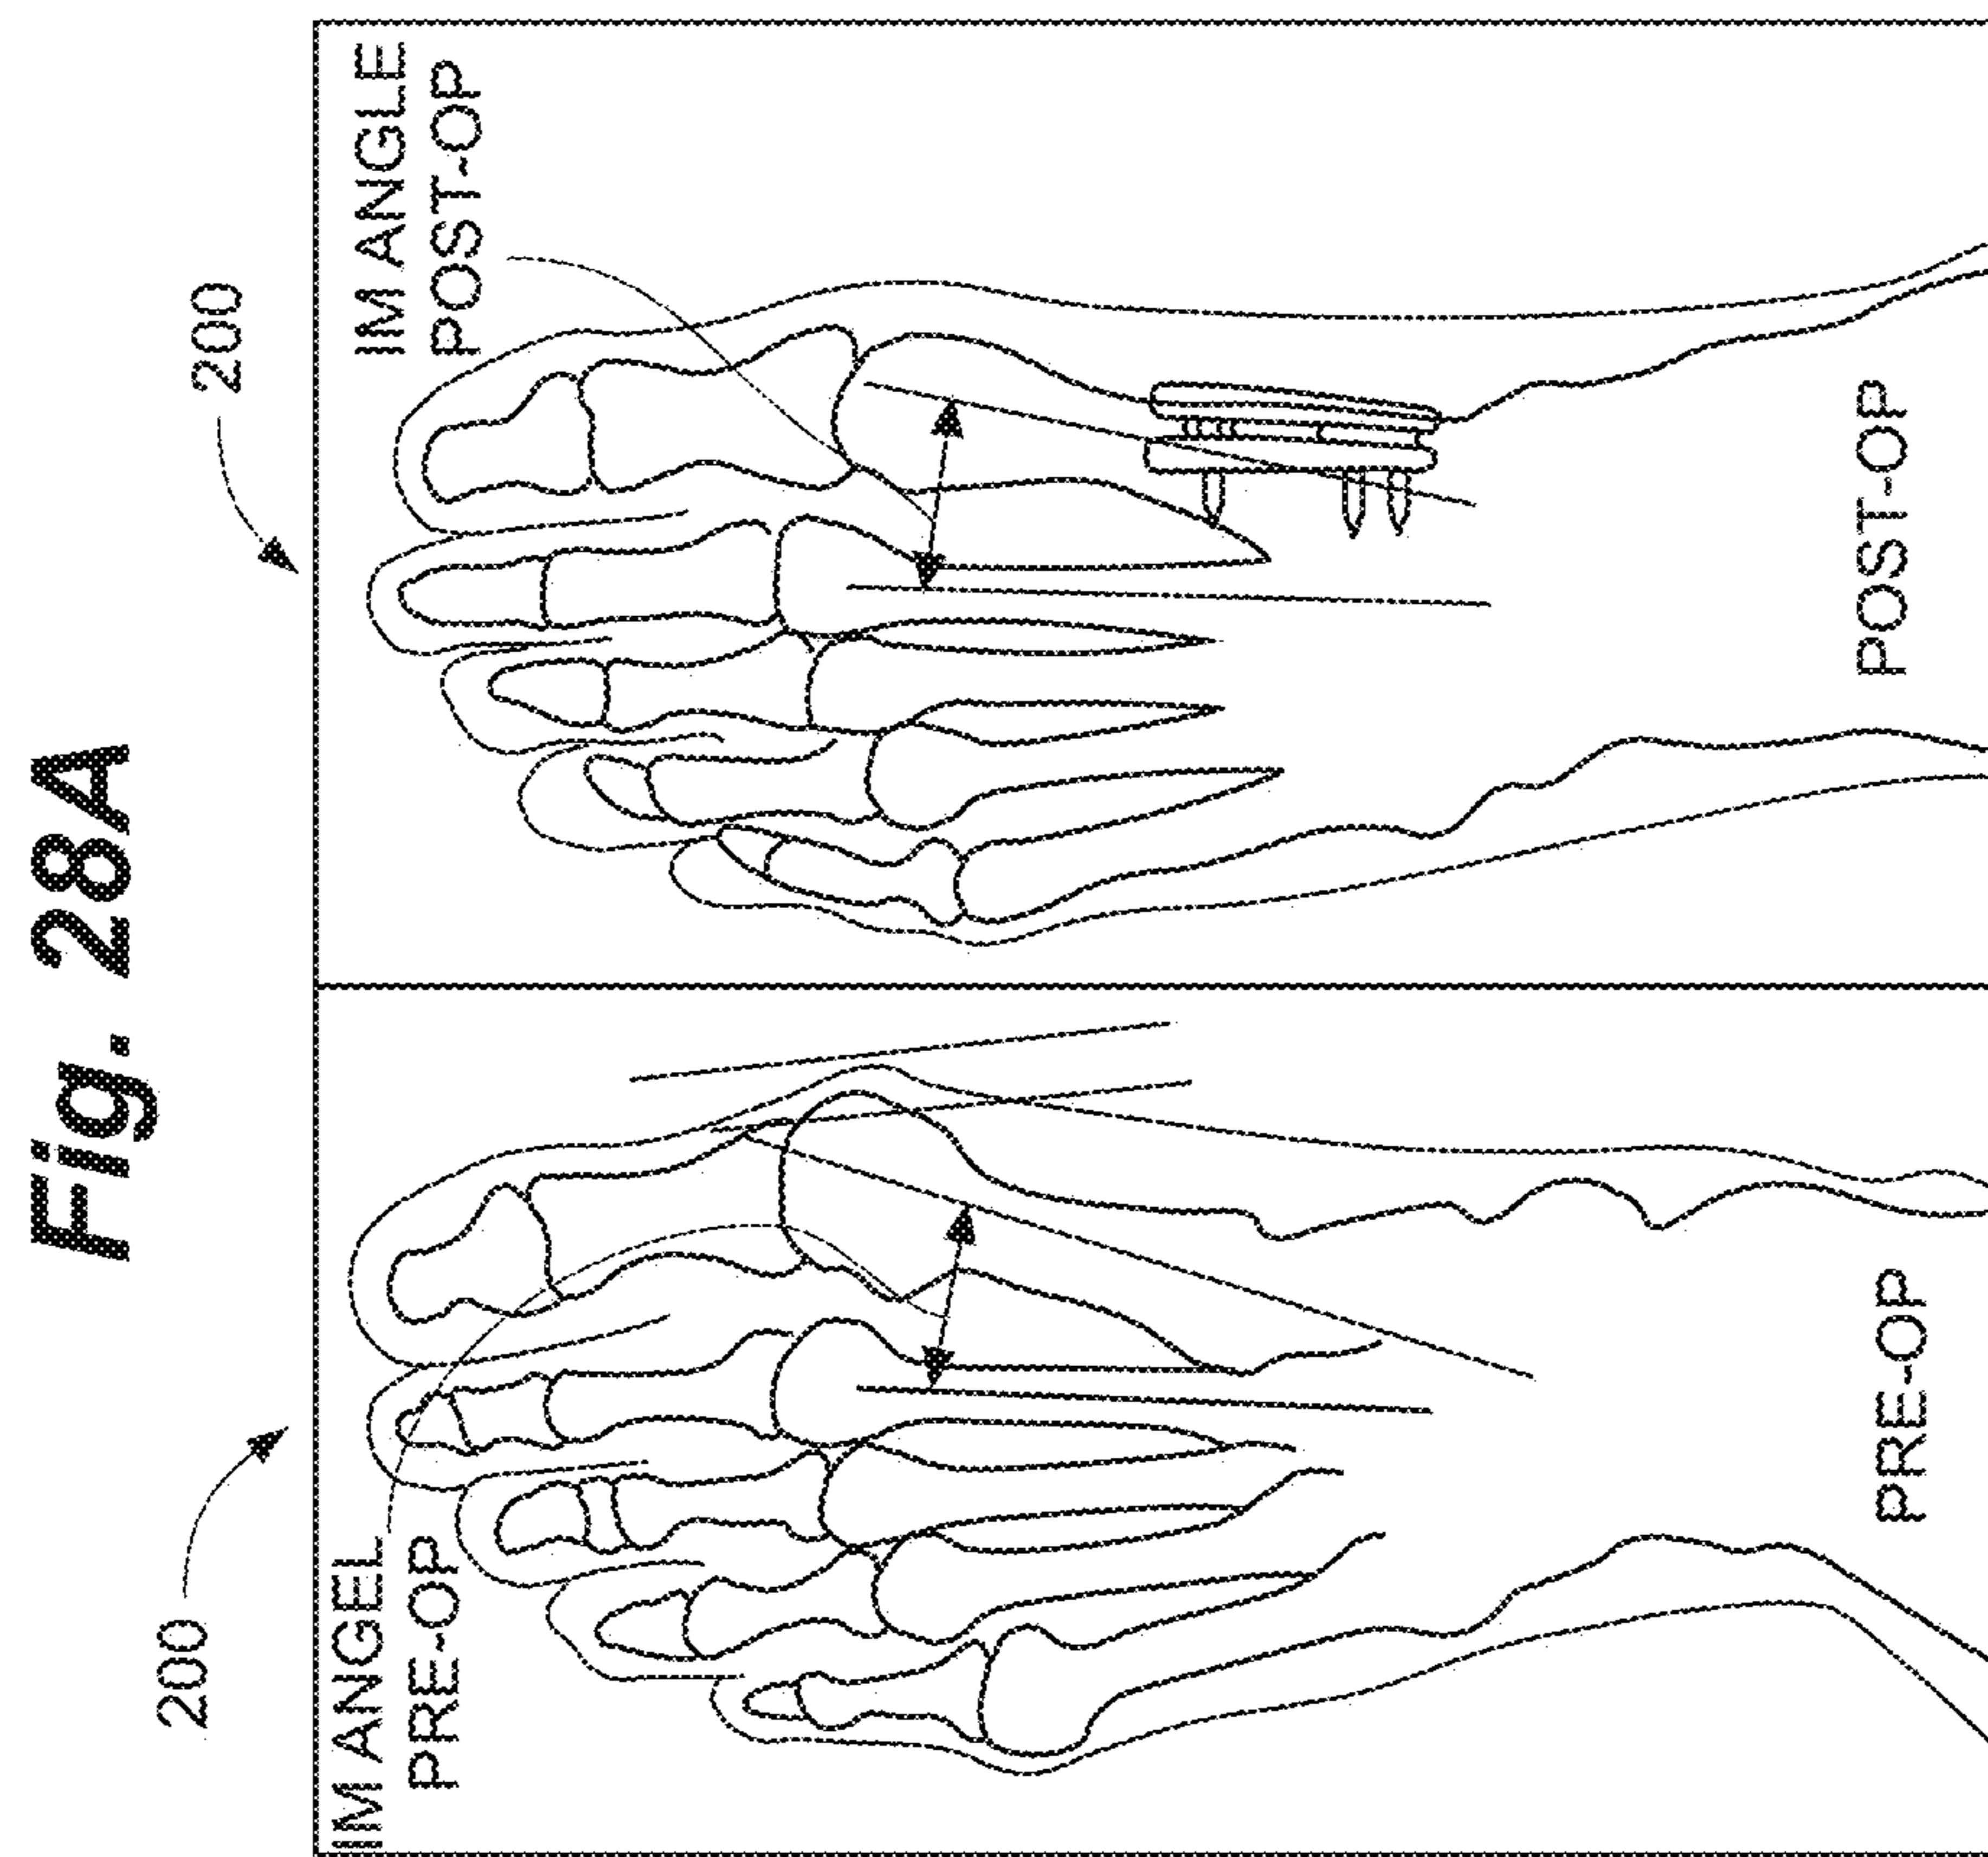 Fig. 28A
200
200
IM ANGEL
PRE-OP
IM ANGLE
POST-OP
PRE-OP
POST-OP